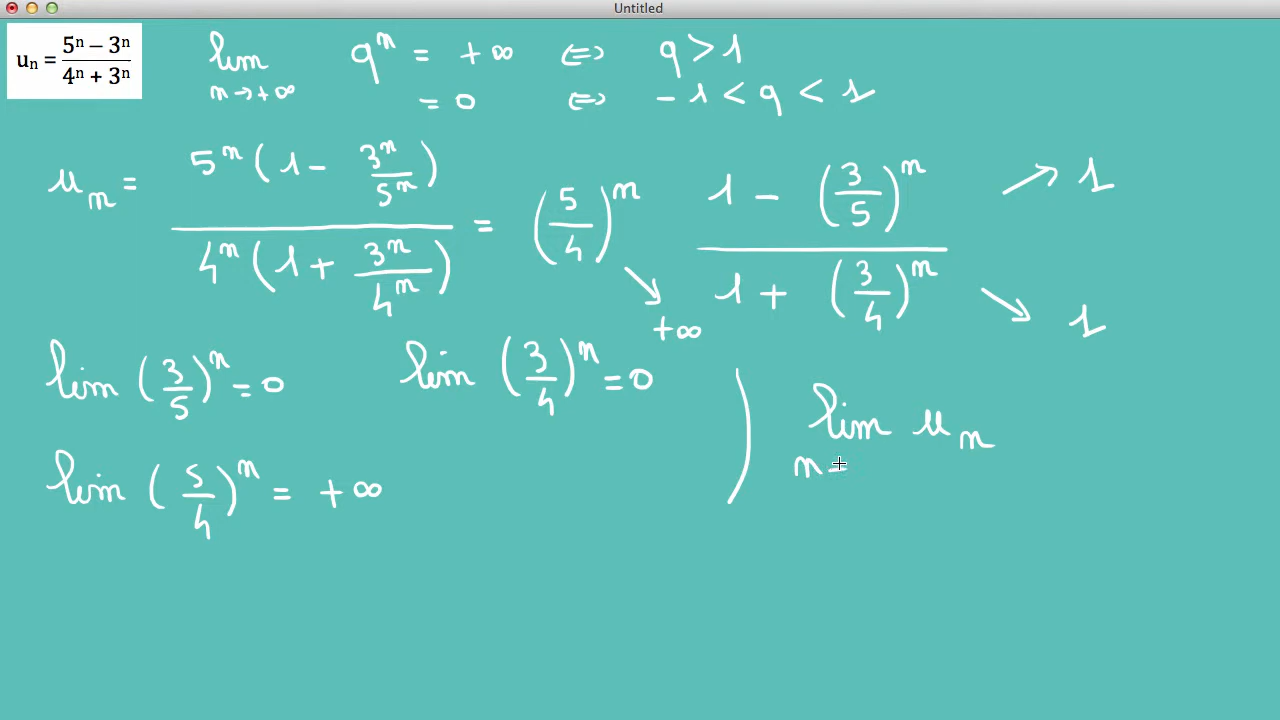 Untitled
uₙ = (5ⁿ − 3ⁿ)/(4ⁿ + 3ⁿ)
lim qⁿ = +∞ ⇔ q > 1
n→+∞ = 0 ⇔ -1 < q < 1
uₙ = 5ⁿ(1 - 3ⁿ/5ⁿ) / 4ⁿ(1 + 3ⁿ/4ⁿ) = (5/4)ⁿ (1 - (3/5)ⁿ)/(1 + (3/4)ⁿ) ↗ 1 ↘ 1
↘ +∞
lim (3/5)ⁿ = 0 lim (3/4)ⁿ = 0
lim (5/4)ⁿ = +∞
) lim uₙ
n -